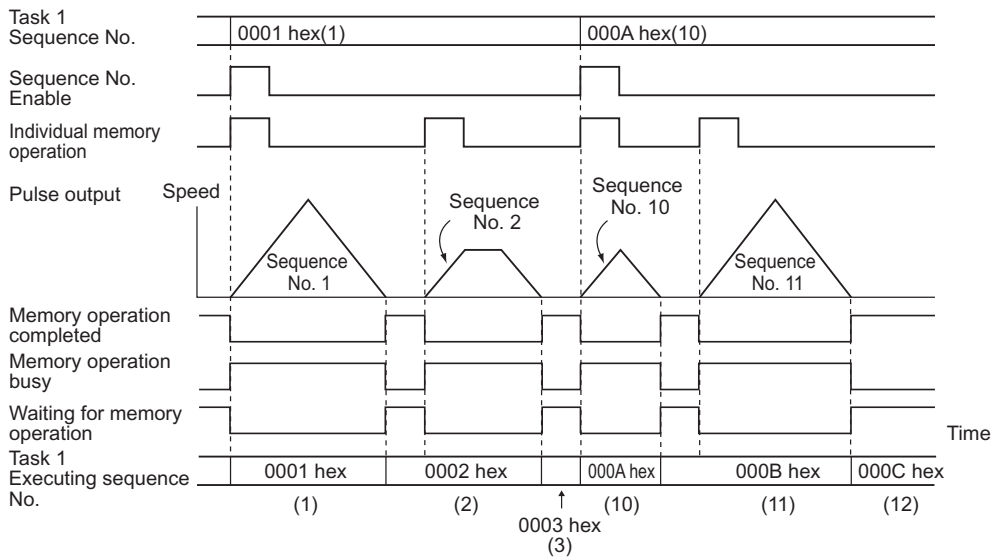 Task 1
Sequence No.
0001 hex(1)
000A hex(10)
Sequence No.
Enable
Individual memory
operation
Pulse output
Speed
Sequence
No. 1
Sequence
No. 2
Sequence
No. 10
Sequence
No. 11
Memory operation
completed
Memory operation
busy
Waiting for memory
operation
Time
Task 1
Executing sequence
No.
0001 hex
0002 hex
000A hex
000B hex
000C hex
(1)
(2)
0003 hex
(3)
(10)
(11)
(12)